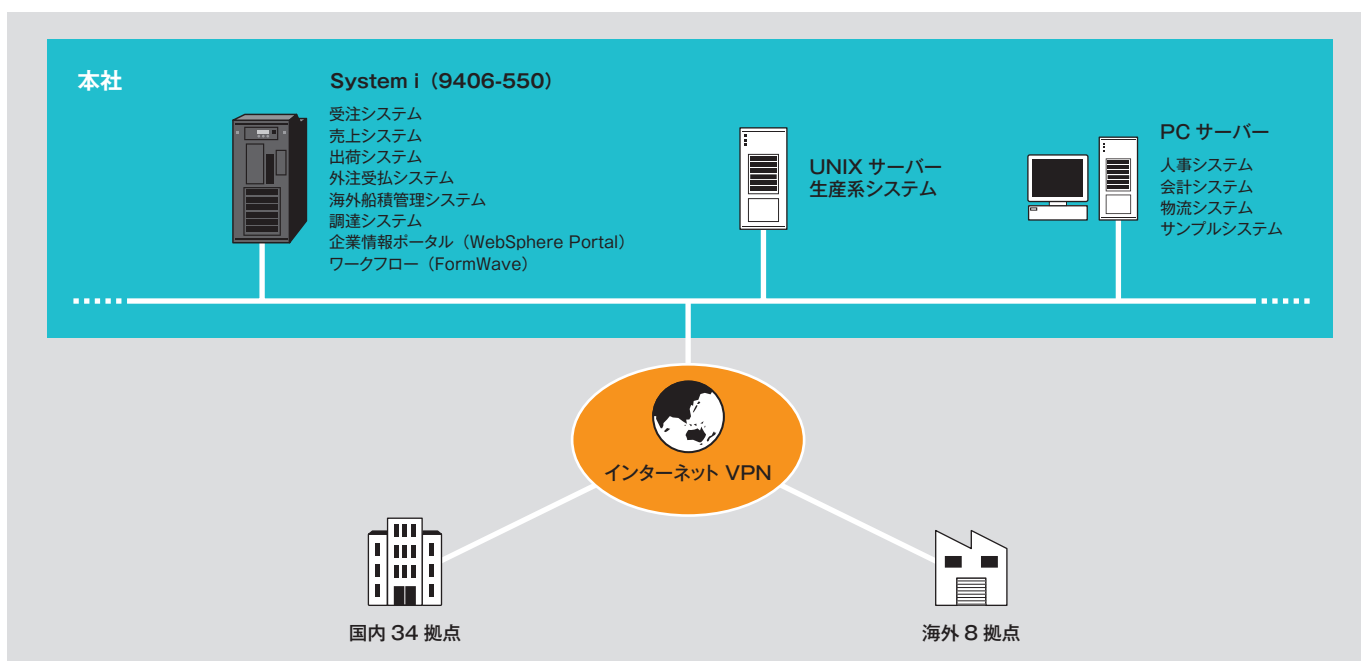 本社
System i（9406-550）
受注システム
売上システム
出荷システム
外注受払システム
海外船積管理システム
調達システム
企業情報ポータル（WebSphere Portal）
ワークフロー（FormWave）
UNIX サーバー
生産系システム
PC サーバー
人事システム
会計システム
物流システム
サンプルシステム
インターネット VPN
国内 34 拠点
海外 8 拠点